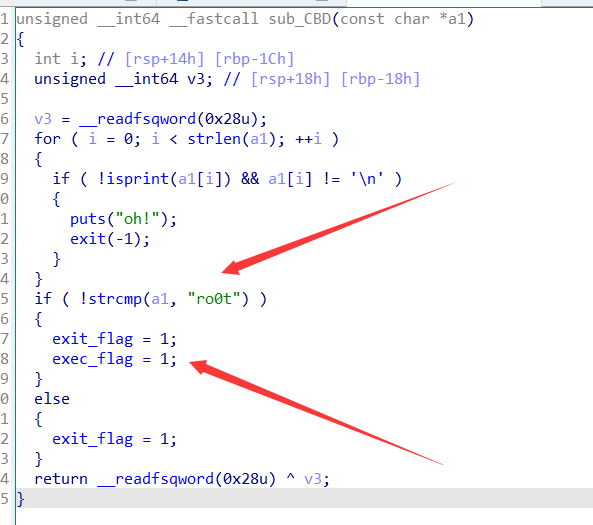 1 unsigned __int64 __fastcall sub_CBD(const char *a1)
2 {
3 int i; // [rsp+14h] [rbp-1Ch]
4 unsigned __int64 v3; // [rsp+18h] [rbp-18h]
5
6 v3 = __readfsqword(0x28u);
7 for ( i = 0; i < strlen(a1); ++i )
8 {
9 if ( !isprint(a1[i]) && a1[i] != '\n' )
0 {
1 puts("oh!");
2 exit(-1);
3 }
4 }
5 if ( !strcmp(a1, "ro0t") )
6 {
7 exit_flag = 1;
8 exec_flag = 1;
9 }
0 else
1 {
2 exit_flag = 1;
3 }
4 return __readfsqword(0x28u) ^ v3;
5 }